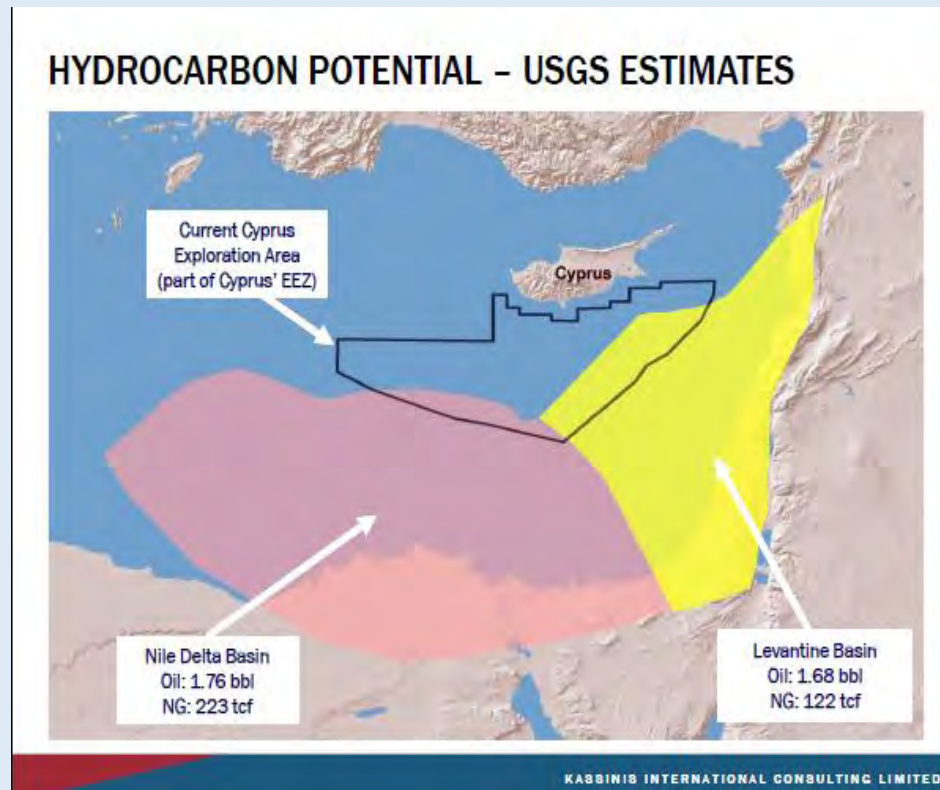 HYDROCARBON POTENTIAL – USGS ESTIMATES
Current Cyprus
Exploration Area
(part of Cyprus' EEZ)
Cyprus
Nile Delta Basin
Oil: 1.76 bbl
NG: 223 tcf
Levantine Basin
Oil: 1.68 bbl
NG: 122 tcf
KASSINIS INTERNATIONAL CONSULTING LIMITED